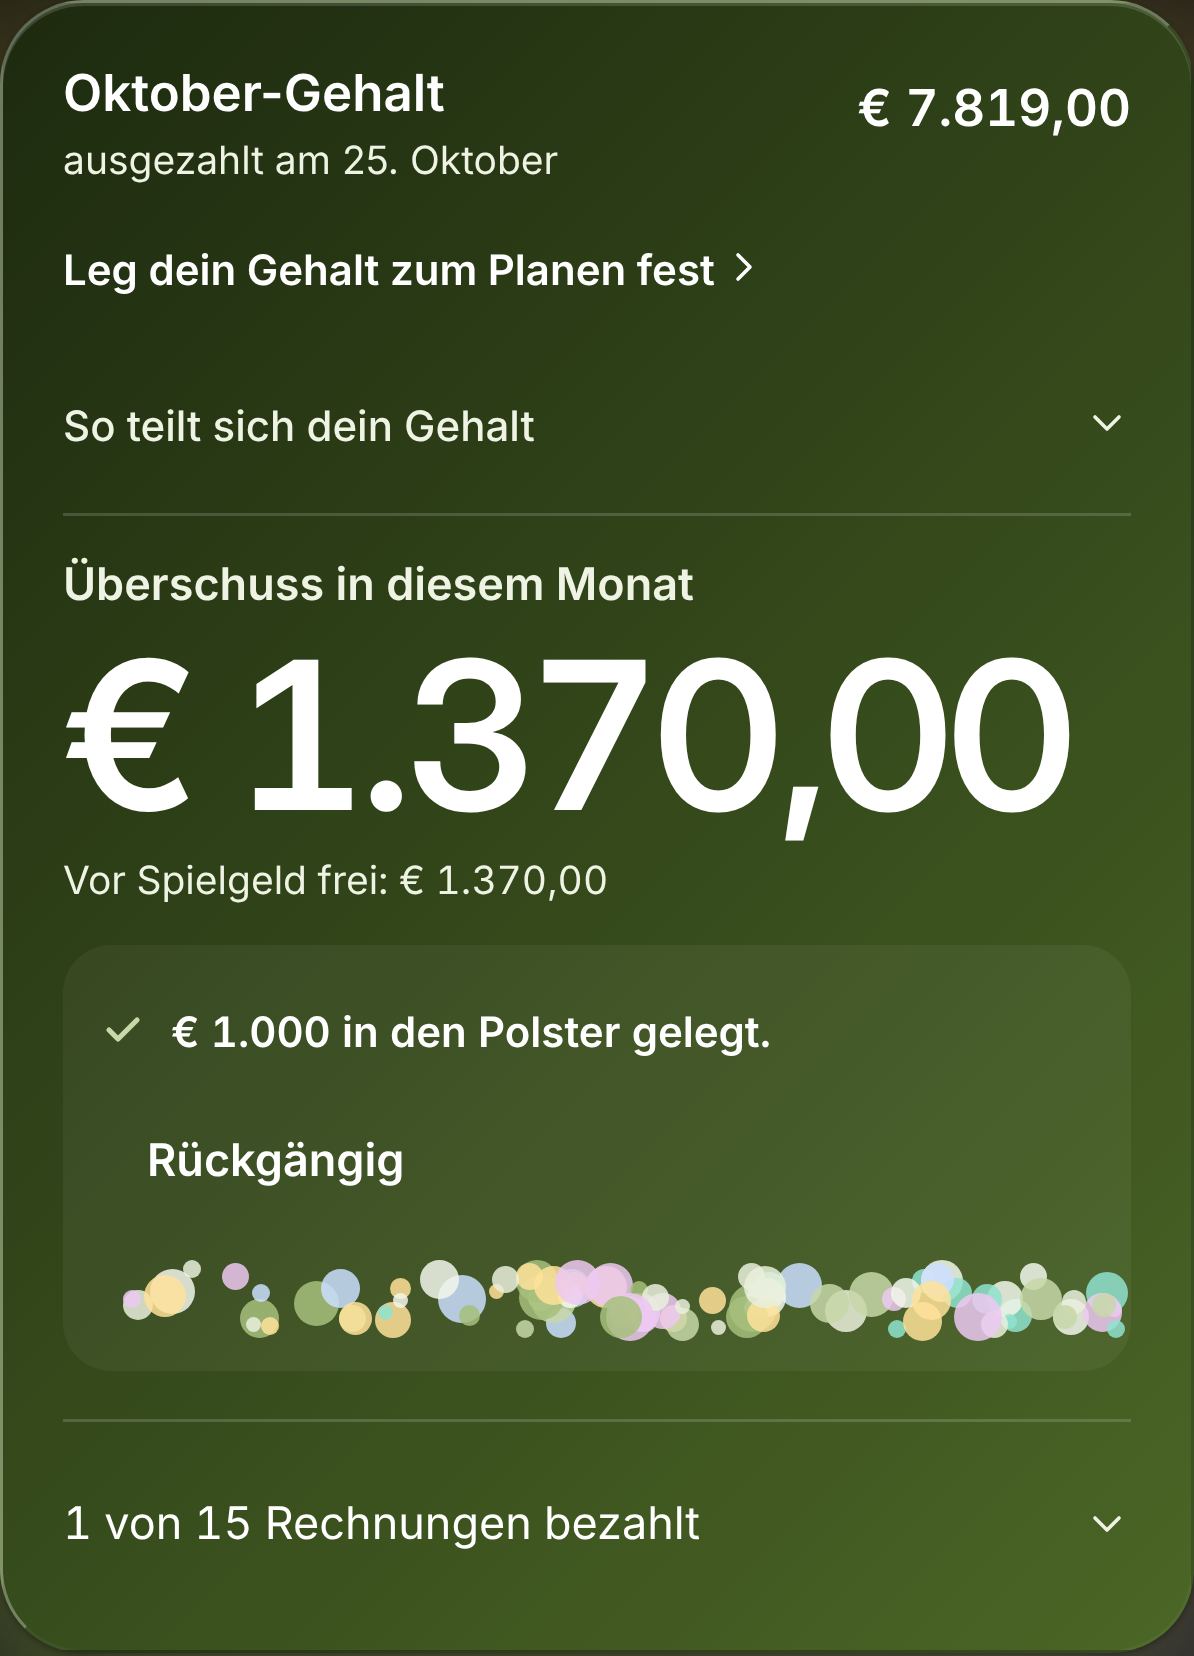 Oktober-Gehalt
€ 7.819,00
ausgezahlt am 25. Oktober
Leg dein Gehalt zum Planen fest
So teilt sich dein Gehalt
Überschuss in diesem Monat
€ 1.370,00
Vor Spielgeld frei: € 1.370,00
€ 1.000 in den Polster gelegt.
Rückgängig
1 von 15 Rechnungen bezahlt